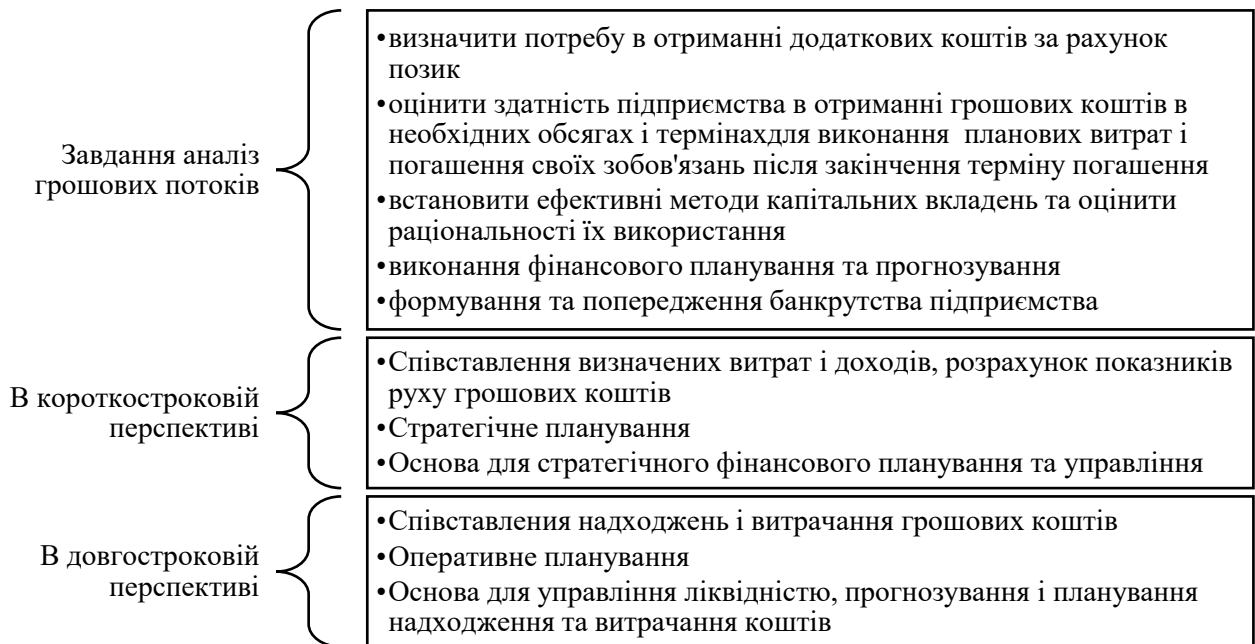 Завдання аналіз
грошових потоків
•визначити потребу в отриманні додаткових коштів за рахунок
позик
•оцінити здатність підприємства в отриманні грошових коштів в
необхідних обсягах і термінахдля виконання планових витрат і
погашення своїх зобов'язань після закінчення терміну погашення
•встановити ефективні методи капітальних вкладень та оцінити
раціональності їх використання
•виконання фінансового планування та прогнозування
•формування та попередження банкрутства підприємства
В короткостроковій
перспективі
•Співставлення визначених витрат і доходів, розрахунок показників
руху грошових коштів
•Стратегічне планування
•Основа для стратегічного фінансового планування та управління
В довгостроковій
перспективі
•Співставлення надходжень і витрачання грошових коштів
•Оперативне планування
•Основа для управління ліквідністю, прогнозування і планування
надходження та витрачання коштів